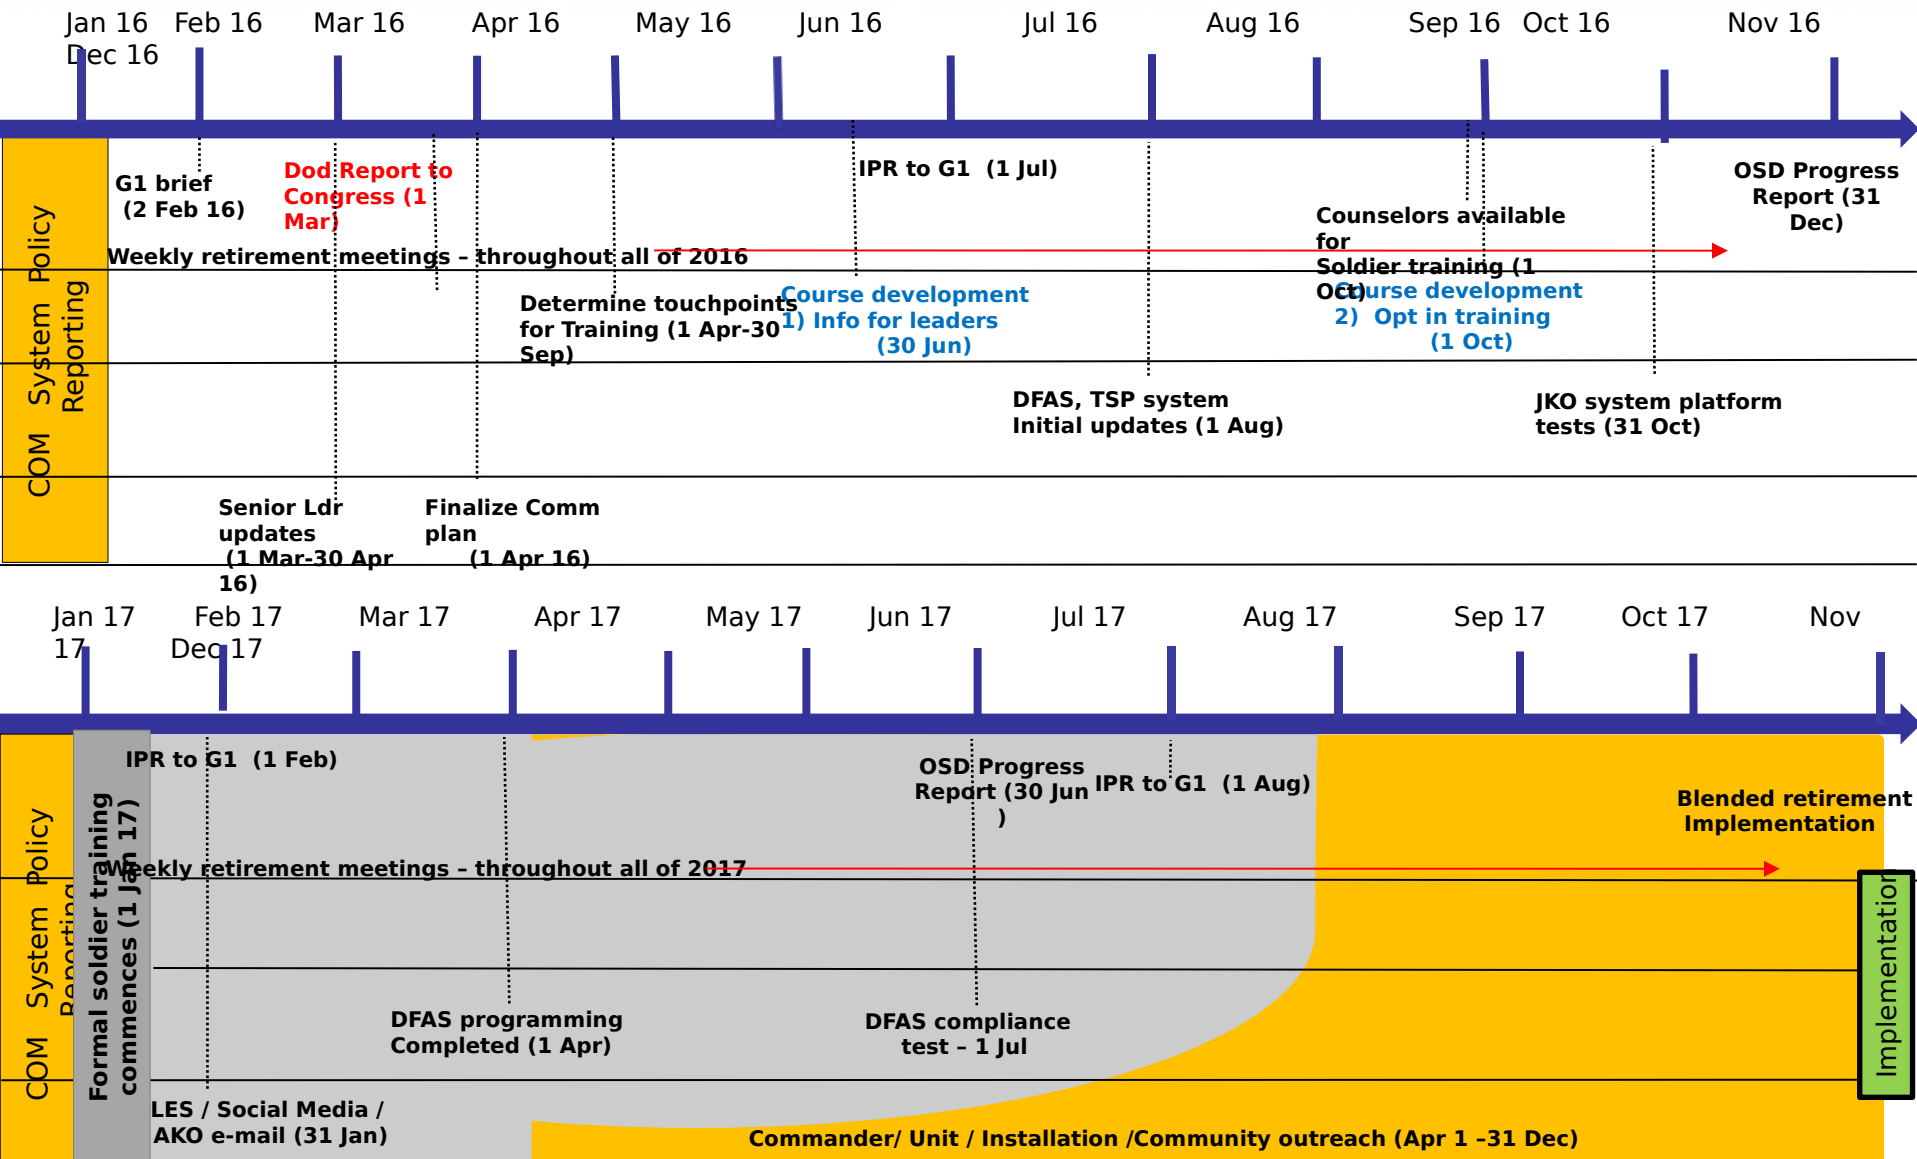 Jan 16 Feb 16 Mar 16 Apr 16 May 16 Jun 16 Jul 16 Aug 16 Sep 16 Oct 16 Nov 16
Dec 16
COM System Policy
Reporting
G1 brief
(2 Feb 16)
Dod Report to
Congress (1
Mar)
IPR to G1 (1 Jul)
Counselors available
for
Soldier training (1
Oct)
OSD Progress
Report (31
Dec)
Weekly retirement meetings – throughout all of 2016
Determine touchpoints
for Training (1 Apr-30
Sep)
Course development
1) Info for leaders
(30 Jun)
Course development
2) Opt in training
(1 Oct)
DFAS, TSP system
Initial updates (1 Aug)
JKO system platform
tests (31 Oct)
Senior Ldr
updates
(1 Mar-30 Apr
16)
Finalize Comm
plan
(1 Apr 16)
Jan 17 Feb 17 Mar 17 Apr 17 May 17 Jun 17 Jul 17 Aug 17 Sep 17 Oct 17 Nov
17 Dec 17
COM System Policy
Reporting
Formal soldier training
commences (1 Jan 17)
IPR to G1 (1 Feb)
OSD Progress
Report (30 Jun
)
IPR to G1 (1 Aug)
Blended retirement
Implementation
Weekly retirement meetings – throughout all of 2017
DFAS programming
Completed (1 Apr)
DFAS compliance
test – 1 Jul
Implementation
LES / Social Media /
AKO e-mail (31 Jan)
Commander/ Unit / Installation /Community outreach (Apr 1 –31 Dec)